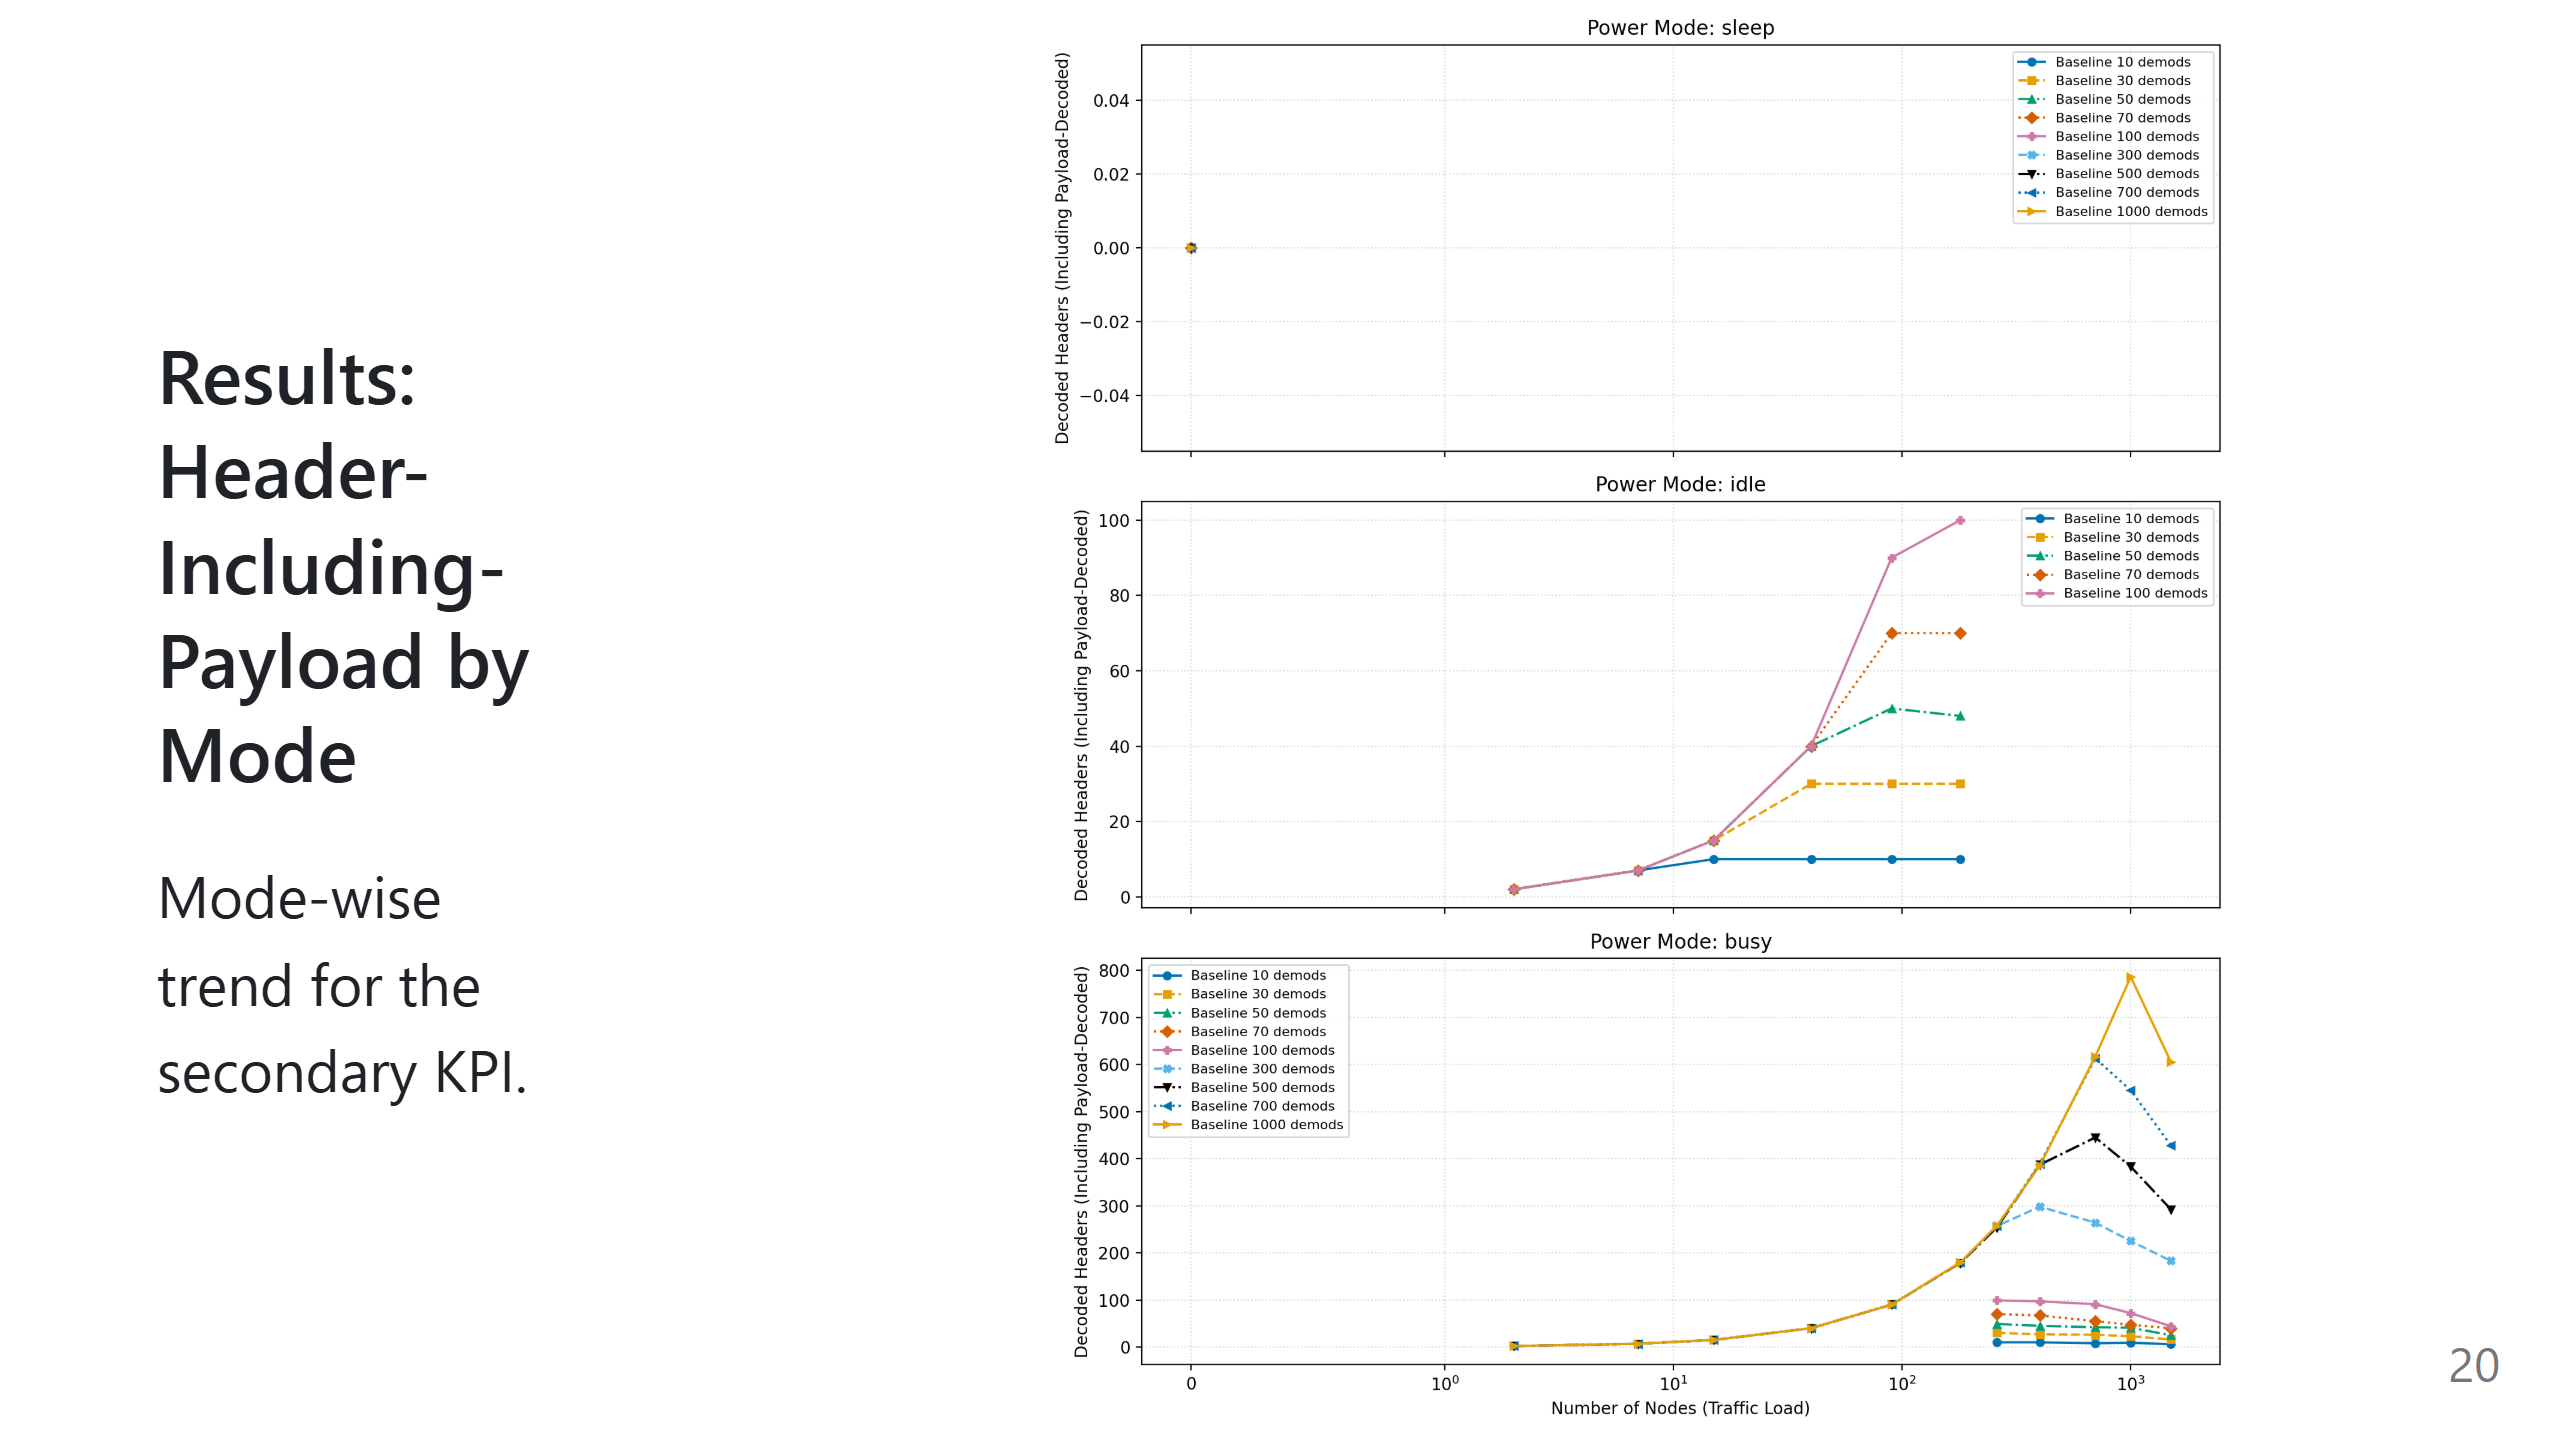 Results:
Header-
Including-
Payload by
Mode
Mode-wise
trend for the
secondary KPI.
Power Mode: sleep
Decoded Headers (Including Payload-Decoded)
0.04
0.02
0.00
−0.02
−0.04
Baseline 10 demods
Baseline 30 demods
Baseline 50 demods
Baseline 70 demods
Baseline 100 demods
Baseline 300 demods
Baseline 500 demods
Baseline 700 demods
Baseline 1000 demods
Power Mode: idle
Decoded Headers (Including Payload-Decoded)
100
80
60
40
20
0
Baseline 10 demods
Baseline 30 demods
Baseline 50 demods
Baseline 70 demods
Baseline 100 demods
Power Mode: busy
Decoded Headers (Including Payload-Decoded)
800
700
600
500
400
300
200
100
0
Baseline 10 demods
Baseline 30 demods
Baseline 50 demods
Baseline 70 demods
Baseline 100 demods
Baseline 300 demods
Baseline 500 demods
Baseline 700 demods
Baseline 1000 demods
0 10⁰ 10¹ 10² 10³
Number of Nodes (Traffic Load)
20